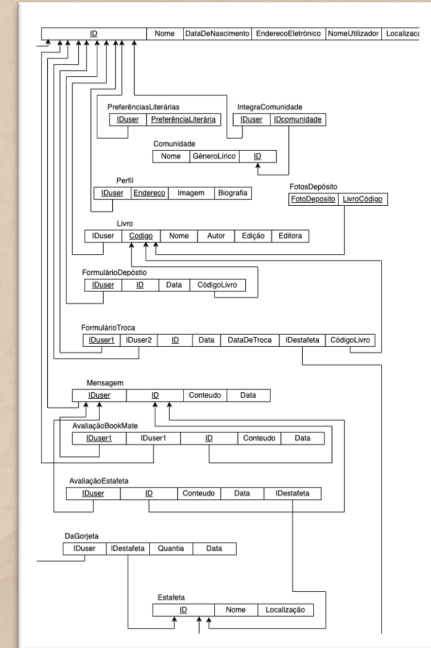 ID Nome DataDeNascimento EnderecoEletrónico NomeUtilizador Localizaca
PreferênciasLiterárias IntegraComunidade
IDuser PreferênciaLiterária IDuser IDcomunidade
Comunidade
Nome GéneroLírico ID
Perfil
IDuser Endereco Imagem Biografia
FotosDepósito
FotoDeposito LivroCódigo
Livro
IDuser Codigo Nome Autor Edição Editora
FormulárioDepóstio
IDuser ID Data CódigoLivro
FormulárioTroca
IDuser1 IDuser2 ID Data DataDeTroca IDestafeta CódigoLivro
Mensagem
IDuser ID Conteudo Data
AvaliaçãoBookMate
IDuser1 IDuser1 ID Conteudo Data
AvaliaçãoEstafeta
IDuser ID Conteudo Data IDestafeta
DaGorjeta
IDuser IDestafeta Quantia Data
Estafeta
ID Nome Localização